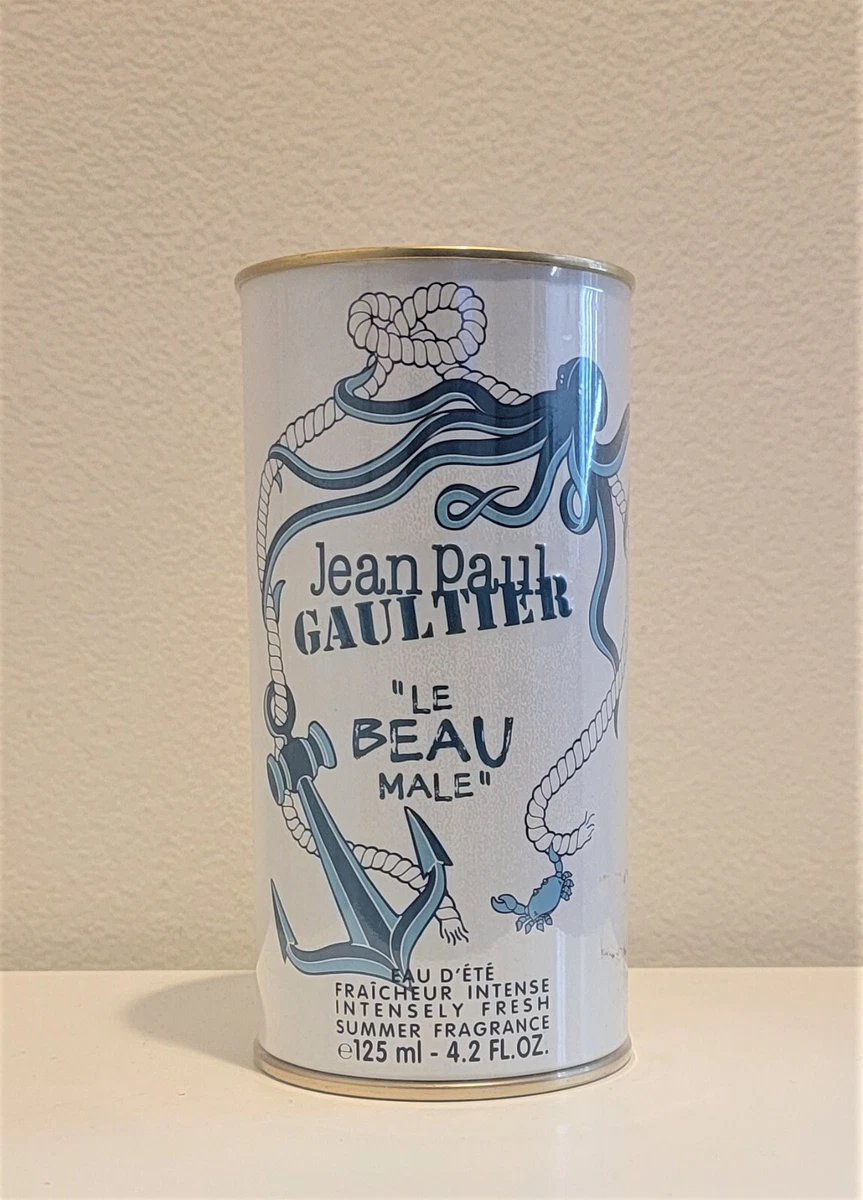 Jean Paul
GAULTIER
"LE
BEAU
MALE"
EAU D'ÉTÉ
FRAÎCHEUR INTENSE
INTENSELY FRESH
SUMMER FRAGRANCE
℮125 ml - 4.2 FL.OZ.